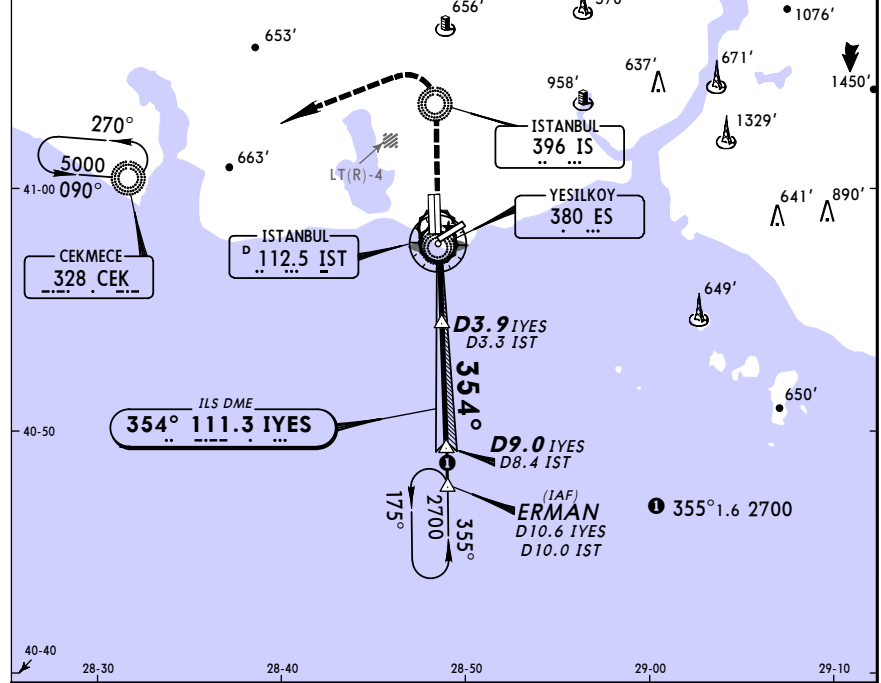 656'
1076'
653'
637'
671'
1450'
958'
1329'
270°
ISTANBUL
396 IS
5000
663'
LT(R)-4
090°
41-00
YESILKOY
380 ES
641'
890'
ISTANBUL
D 112.5 IST
CEKMECE
328 CEK
649'
D3.9 IYES
D3.3 IST
354°
650'
ILS DME
354° 111.3 IYES
40-50
D9.0 IYES
D8.4 IST
1
(IAF)
ERMAN
D10.6 IYES
D10.0 IST
175°
2700
355°
1 355° 1.6 2700
40-40
28-30
28-40
28-50
29-00
29-10